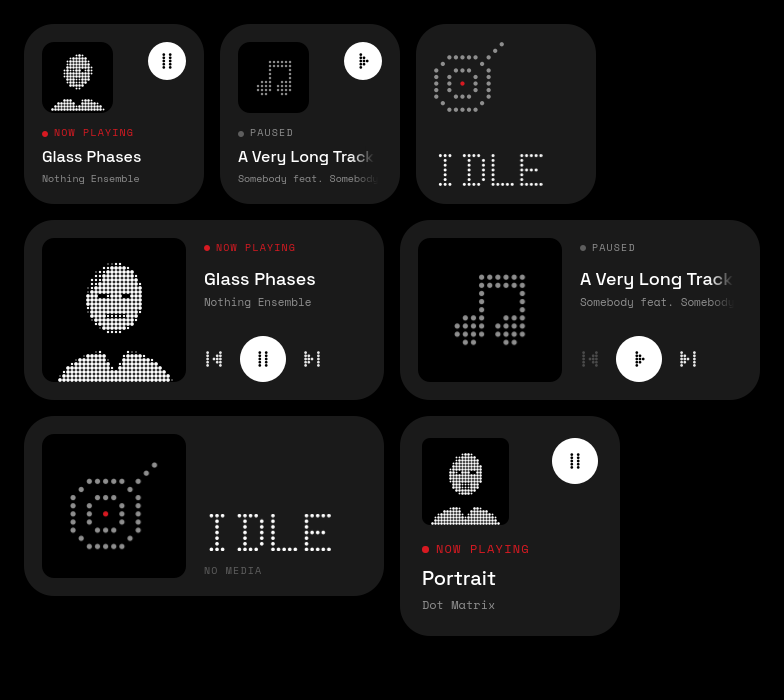 NOW PLAYING
Glass Phases
Nothing Ensemble
PAUSED
A Very Long Track
Somebody feat. Somebody
IDLE
NOW PLAYING
Glass Phases
Nothing Ensemble
PAUSED
A Very Long Track
Somebody feat. Somebody
IDLE
NO MEDIA
NOW PLAYING
Portrait
Dot Matrix